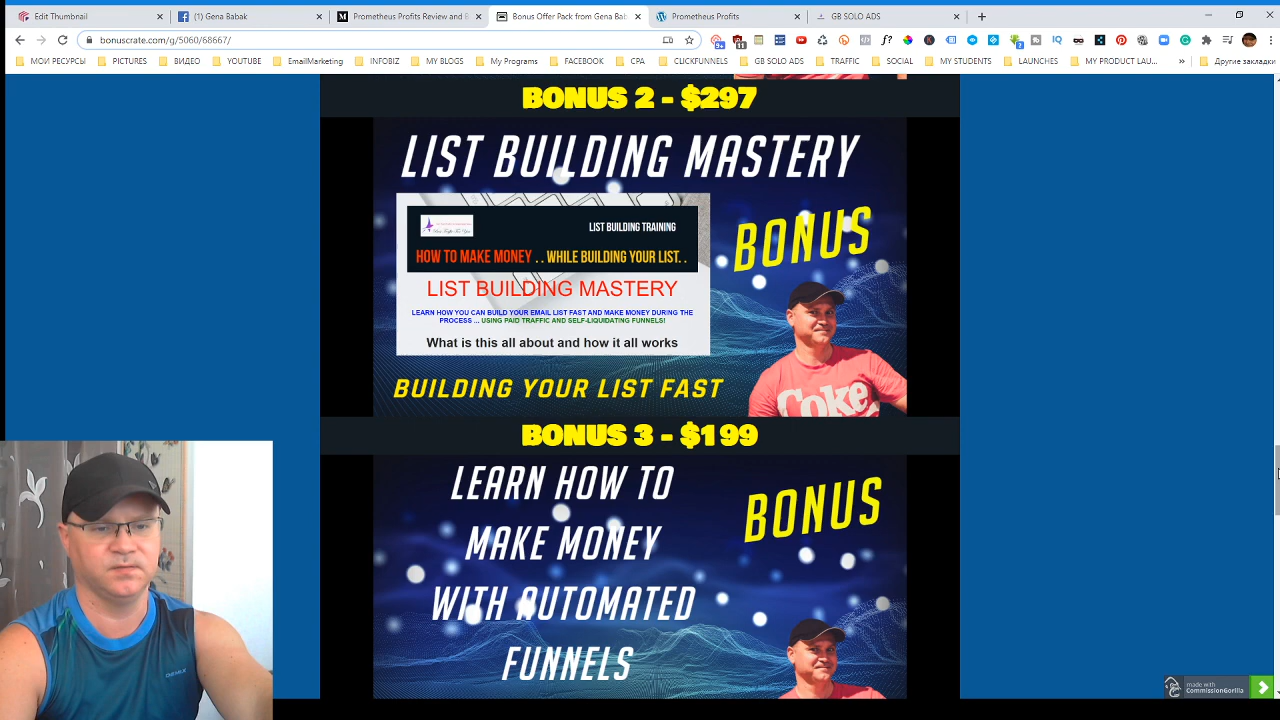 Edit Thumbnail
(1) Gena Babak
Prometheus Profits Review and B
Bonus Offer Pack from Gena Bab
Prometheus Profits
GB SOLO ADS
bonuscrate.com/g/5060/68667/
МОИ РЕСУРСЫ
PICTURES
ВИДЕО
YOUTUBE
EmailMarketing
INFOBIZ
MY BLOGS
My Programs
FACEBOOK
CPA
CLICKFUNNELS
GB SOLO ADS
TRAFFIC
SOCIAL
MY STUDENTS
LAUNCHES
MY PRODUCT LAU...
Другие закладки
BONUS 2 - $297
LIST BUILDING MASTERY
LIST BUILDING TRAINING
HOW TO MAKE MONEY . . WHILE BUILDING YOUR LIST. .
LIST BUILDING MASTERY
LEARN HOW YOU CAN BUILD YOUR EMAIL LIST FAST AND MAKE MONEY DURING THE
PROCESS ... USING PAID TRAFFIC AND SELF-LIQUIDATING FUNNELS!
What is this all about and how it all works
BONUS
Coke
BUILDING YOUR LIST FAST
BONUS 3 - $199
LEARN HOW TO
MAKE MONEY
WITH AUTOMATED
FUNNELS
BONUS
made with
CommissionGorilla